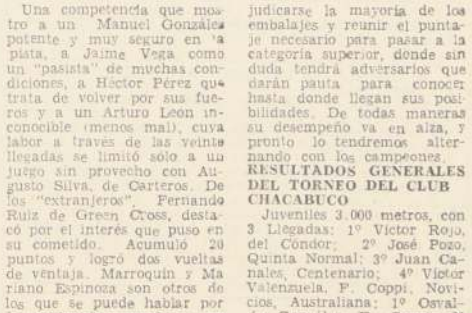 Una competencia que mos-
tro a un Manuel González
potente y muy seguro en 'a
pista, a Jaime Vega como
un "pasista" de muchas con-
diciones, a Héctor Pérez que
trata de volver por sus fue-
ros y a un Arturo León in-
conocible (menos mal), cuya
labor a través de las veinte
llegadas se limitó sólo a un
juego sin provecho con Au-
gusto Silva, de Carteros. De
los "extranjeros", Fernando
Ruiz de Green Cross, desta-
có por el interés que puso en
su cometido. Acumuló 20
puntos y logró dos vueltas
de ventaja. Marroquín y Ma
riano Espinoza son otros de
los que se puede hablar por
judicarse la mayoría de los
embalajes y reunir el punta-
je necesario para pasar a la
categoría superior, donde sin
duda tendrá adversarios que
darán pauta para conocer
hasta donde llegan sus posi-
bilidades. De todas maneras
su desempeño va en alza, y
pronto lo tendremos alter-
nando con los campeones.
RESULTADOS GENERALES
DEL TORNEO DEL CLUB
CHACABUCO
Juveniles 3.000 metros, con
3 Llegadas: 1º Víctor Rojo,
del Cóndor; 2º José Pozo,
Quinta Normal; 3º Juan Ca-
nales, Centenario; 4º Víctor
Valenzuela, F. Coppi. Novi-
cios, Australiana: 1º Osval-